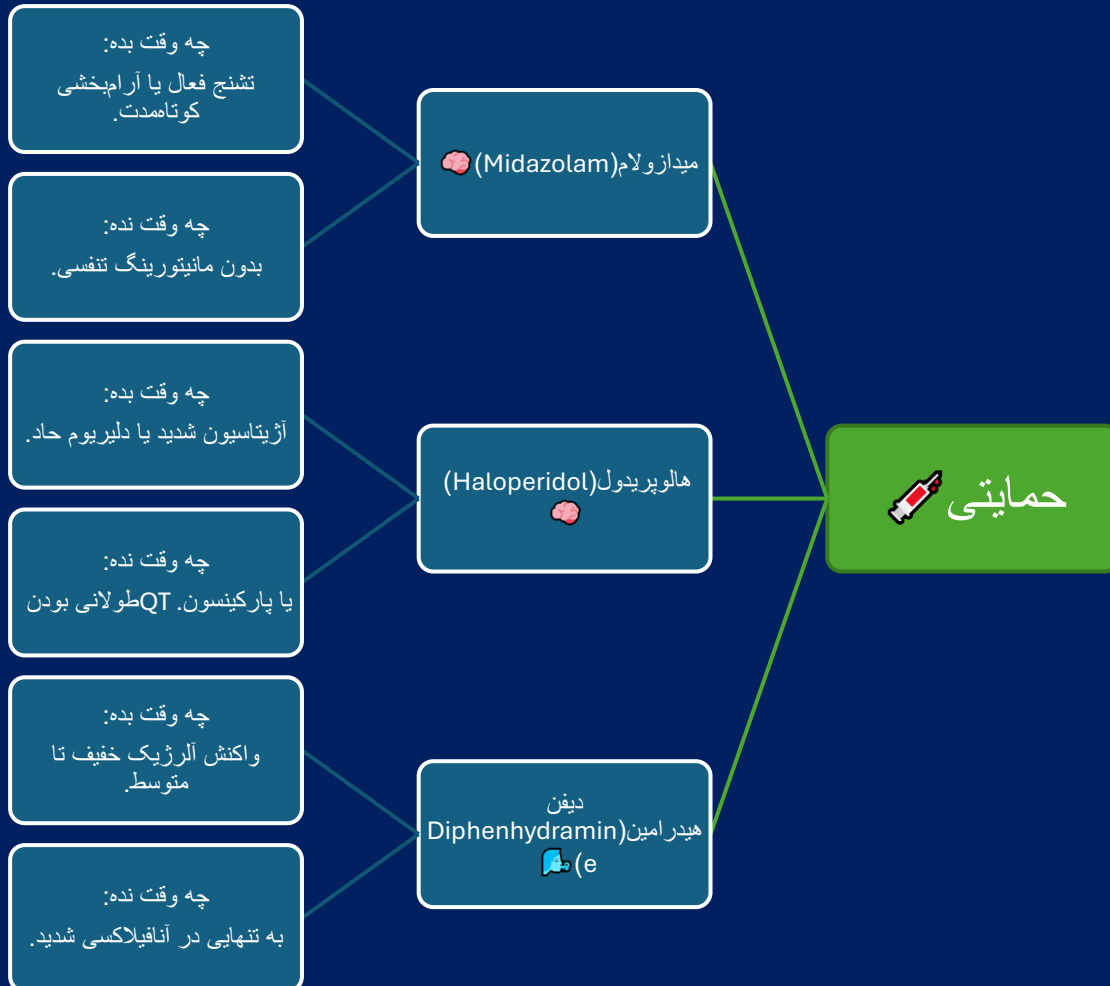 حمایتی 💉
میدازولام(Midazolam)🧠
چه وقت بده:
تشنج فعال یا آرام‌بخشی
کوتاه‌مدت.
چه وقت نده:
بدون مانیتورینگ تنفسی.
هالوپریدول(Haloperidol)
🧠
چه وقت بده:
آژیتاسیون شدید یا دلیریوم حاد.
چه وقت نده:
طولانی بودنQT یا پارکینسون.
دیفن
هیدرامین(Diphenhydramin
e)🌬️
چه وقت بده:
واکنش آلرژیک خفیف تا
متوسط.
چه وقت نده:
به تنهایی در آنافیلاکسی شدید.